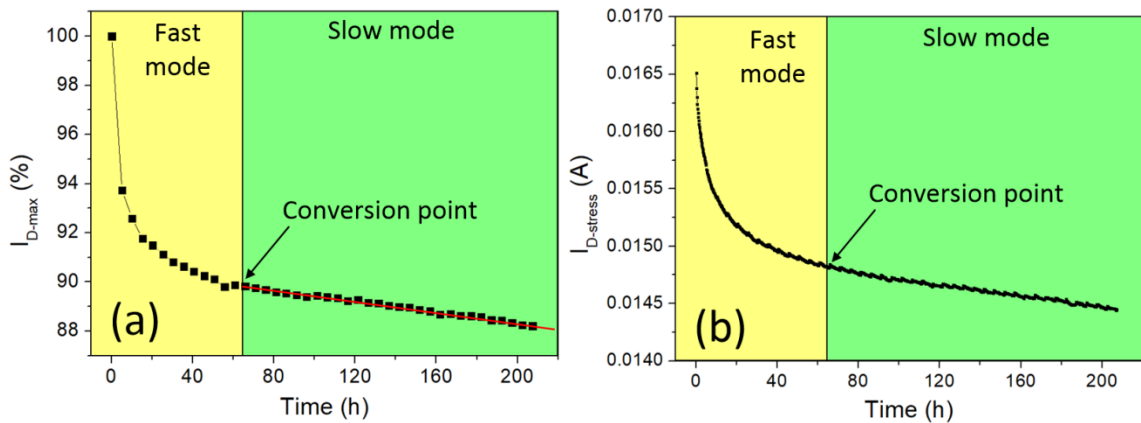 100
98
96
94
92
90
88
I_D-max (%)
Fast
mode
Slow mode
Conversion point
(a)
0
40
80
120
160
200
Time (h)
0.0170
0.0165
0.0160
0.0155
0.0150
0.0145
0.0140
I_D-stress (A)
Fast
mode
Slow mode
Conversion point
(b)
0
40
80
120
160
200
Time (h)